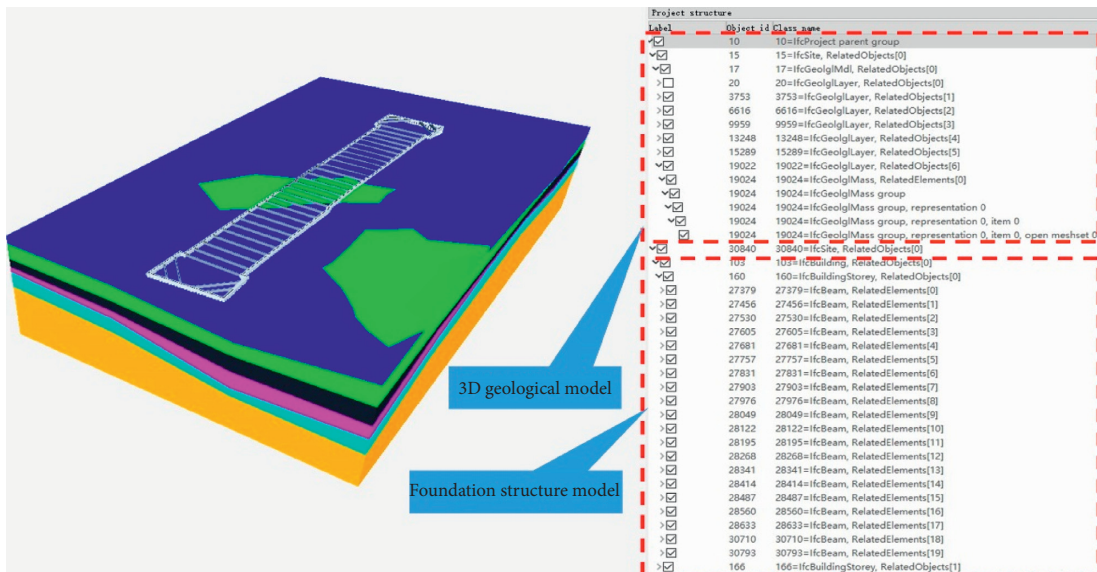 Project structure
Label Object id Class name
10 10=IfcProject parent group
15 15=IfcSite, RelatedObjects[0]
17 17=IfcGeolglMdl, RelatedObjects[0]
20 20=IfcGeolglLayer, RelatedObjects[0]
3753 3753=IfcGeolglLayer, RelatedObjects[1]
6616 6616=IfcGeolglLayer, RelatedObjects[2]
9959 9959=IfcGeolglLayer, RelatedObjects[3]
13248 13248=IfcGeolglLayer, RelatedObjects[4]
15289 15289=IfcGeolglLayer, RelatedObjects[5]
19022 19022=IfcGeolglLayer, RelatedObjects[6]
19024 19024=IfcGeolglMass, RelatedElements[0]
19024 19024=IfcGeolglMass group
19024 19024=IfcGeolglMass group, representation 0
19024 19024=IfcGeolglMass group, representation 0, item 0
19024 19024=IfcGeolglMass group, representation 0, item 0, open meshset 0
30840 30840=IfcSite, RelatedObjects[0]
103 103=IfcBuilding, RelatedObjects[0]
160 160=IfcBuildingStorey, RelatedObjects[0]
27379 27379=IfcBeam, RelatedElements[0]
27456 27456=IfcBeam, RelatedElements[1]
27530 27530=IfcBeam, RelatedElements[2]
27605 27605=IfcBeam, RelatedElements[3]
27681 27681=IfcBeam, RelatedElements[4]
27757 27757=IfcBeam, RelatedElements[5]
27831 27831=IfcBeam, RelatedElements[6]
27903 27903=IfcBeam, RelatedElements[7]
27976 27976=IfcBeam, RelatedElements[8]
28049 28049=IfcBeam, RelatedElements[9]
28122 28122=IfcBeam, RelatedElements[10]
28195 28195=IfcBeam, RelatedElements[11]
28268 28268=IfcBeam, RelatedElements[12]
28341 28341=IfcBeam, RelatedElements[13]
28414 28414=IfcBeam, RelatedElements[14]
28487 28487=IfcBeam, RelatedElements[15]
28560 28560=IfcBeam, RelatedElements[16]
28633 28633=IfcBeam, RelatedElements[17]
30710 30710=IfcBeam, RelatedElements[18]
30793 30793=IfcBeam, RelatedElements[19]
166 166=IfcBuildingStorey, RelatedObjects[1]
3D geological model
Foundation structure model